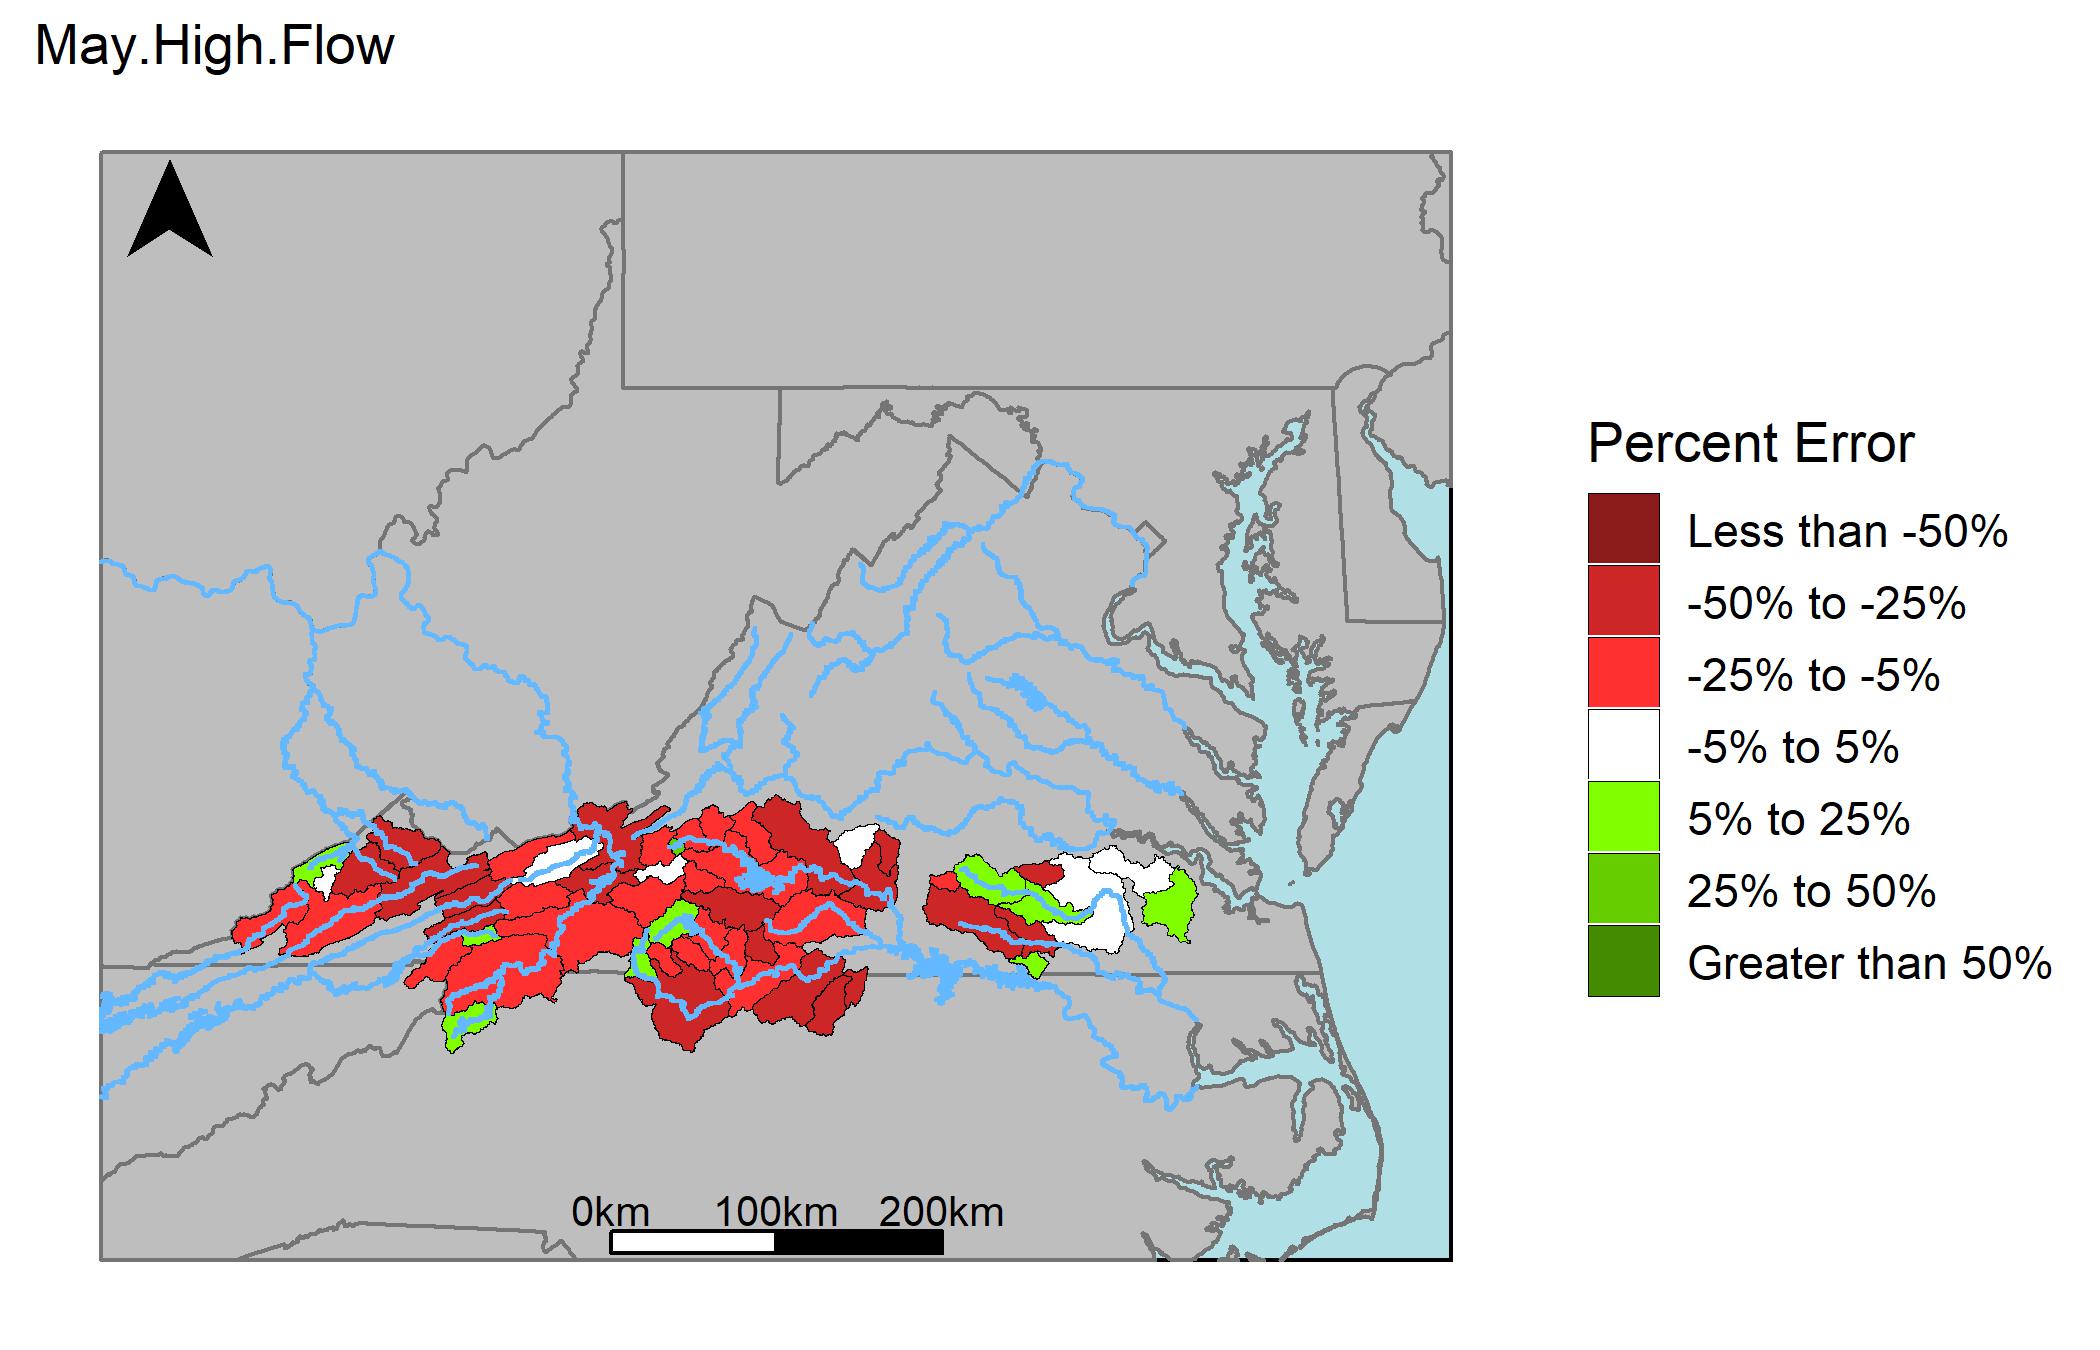 May.High.Flow
Percent Error
Less than -50%
-50% to -25%
-25% to -5%
-5% to 5%
5% to 25%
25% to 50%
Greater than 50%
0km 100km 200km